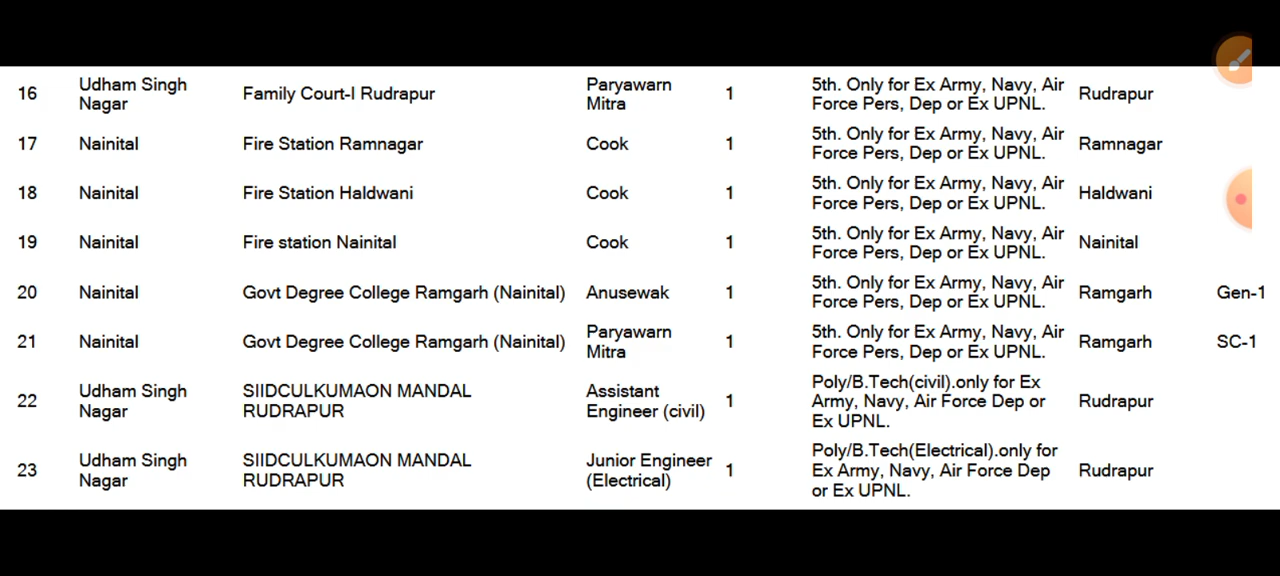 16 Udham Singh Nagar Family Court-I Rudrapur Paryawarn Mitra 1 5th. Only for Ex Army, Navy, Air Force Pers, Dep or Ex UPNL. Rudrapur
17 Nainital Fire Station Ramnagar Cook 1 5th. Only for Ex Army, Navy, Air Force Pers, Dep or Ex UPNL. Ramnagar
18 Nainital Fire Station Haldwani Cook 1 5th. Only for Ex Army, Navy, Air Force Pers, Dep or Ex UPNL. Haldwani
19 Nainital Fire station Nainital Cook 1 5th. Only for Ex Army, Navy, Air Force Pers, Dep or Ex UPNL. Nainital
20 Nainital Govt Degree College Ramgarh (Nainital) Anusewak 1 5th. Only for Ex Army, Navy, Air Force Pers, Dep or Ex UPNL. Ramgarh Gen-1
21 Nainital Govt Degree College Ramgarh (Nainital) Paryawarn Mitra 1 5th. Only for Ex Army, Navy, Air Force Pers, Dep or Ex UPNL. Ramgarh SC-1
22 Udham Singh Nagar SIIDCULKUMAON MANDAL RUDRAPUR Assistant Engineer (civil) 1 Poly/B.Tech(civil).only for Ex Army, Navy, Air Force Dep or Ex UPNL. Rudrapur
23 Udham Singh Nagar SIIDCULKUMAON MANDAL RUDRAPUR Junior Engineer (Electrical) 1 Poly/B.Tech(Electrical).only for Ex Army, Navy, Air Force Dep or Ex UPNL. Rudrapur